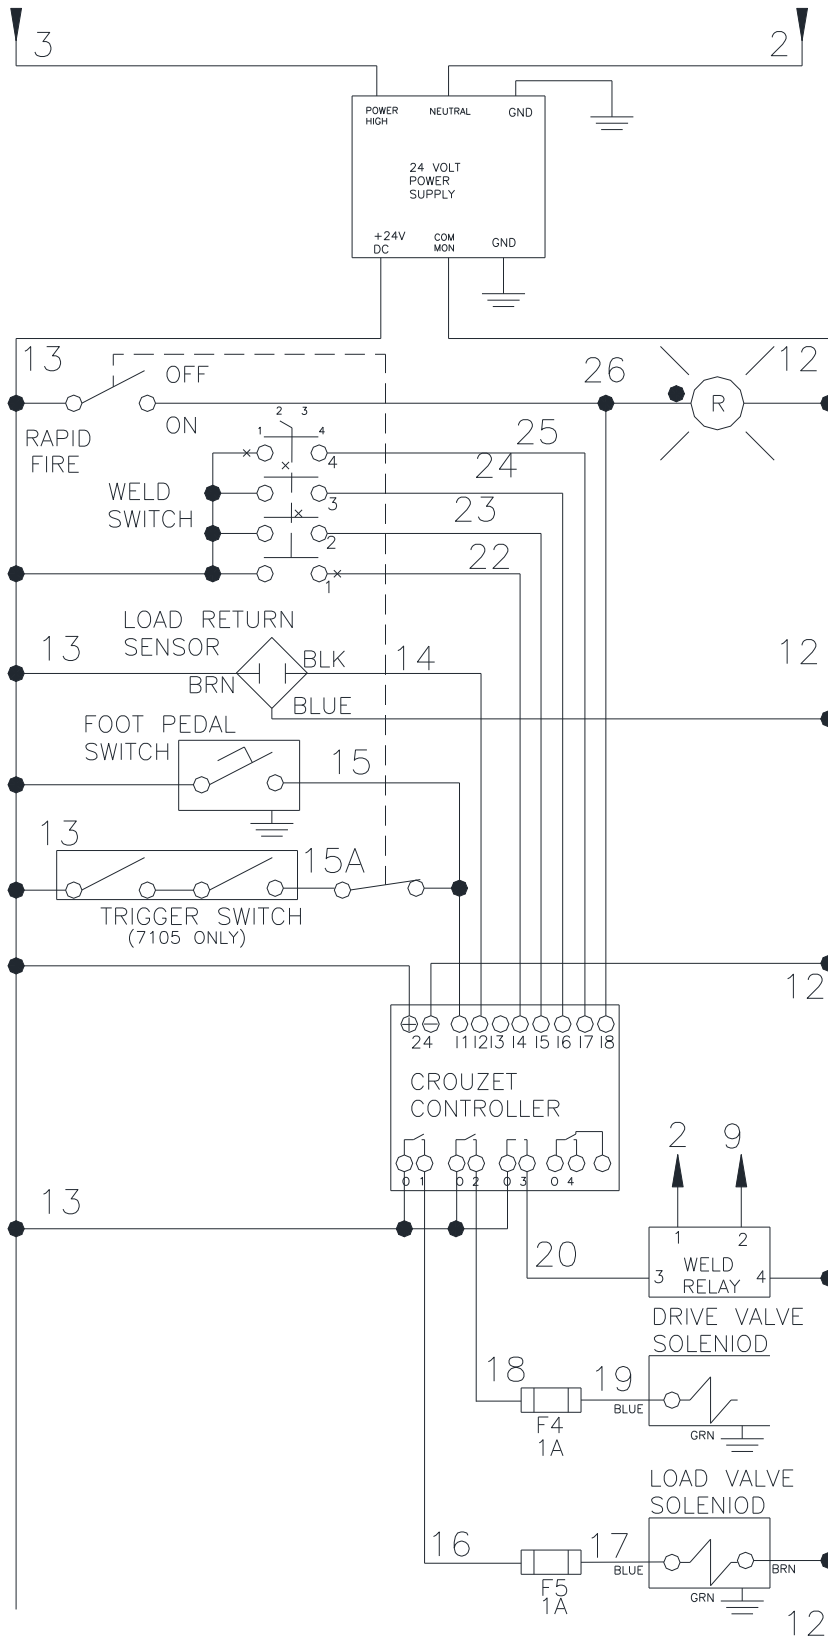 3
2
POWER
HIGH
NEUTRAL
GND
24 VOLT
POWER
SUPPLY
+24V
DC
COM
MON
GND
13
OFF
26
12
R
ON
RAPID
FIRE
2 3
1 4
25
4
24
WELD
SWITCH
3
23
2
22
1
LOAD RETURN
SENSOR
13
BLK
14
12
BRN
BLUE
FOOT PEDAL
SWITCH
15
13
15A
TRIGGER SWITCH
(7105 ONLY)
12
24 I1 I2 I3 I4 I5 I6 I7 I8
CROUZET
CONTROLLER
2 9
0 1 0 2 0 3 0 4
13
1 2
20
WELD
RELAY
3 4
DRIVE VALVE
SOLENIOD
18
19
BLUE
F4
1A
GRN
LOAD VALVE
SOLENIOD
16
17
BLUE
BRN
F5
1A
GRN
12